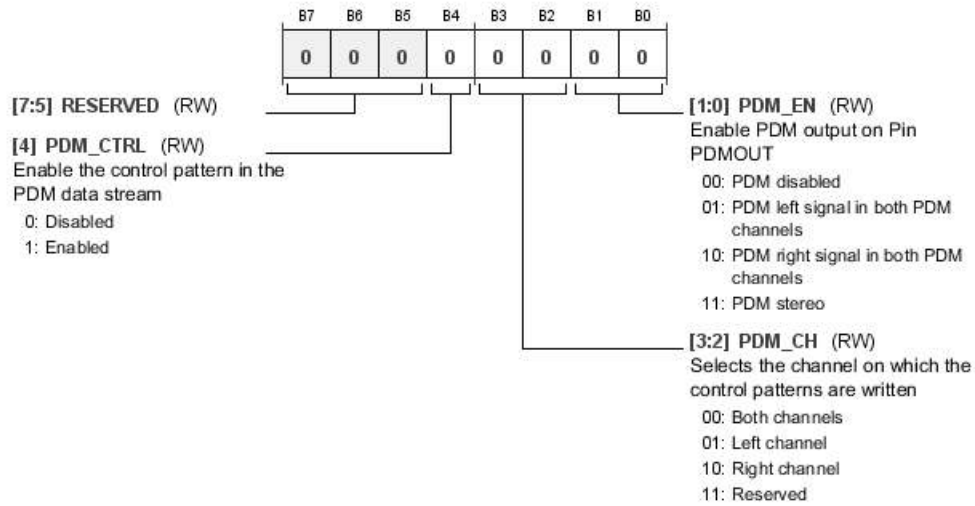 B7 B6 B5 B4 B3 B2 B1 B0
0 0 0 0 0 0 0 0
[7:5] RESERVED (RW)
[4] PDM_CTRL (RW)
Enable the control pattern in the
PDM data stream
0: Disabled
1: Enabled
[1:0] PDM_EN (RW)
Enable PDM output on Pin
PDMOUT
00: PDM disabled
01: PDM left signal in both PDM
channels
10: PDM right signal in both PDM
channels
11: PDM stereo
[3:2] PDM_CH (RW)
Selects the channel on which the
control patterns are written
00: Both channels
01: Left channel
10: Right channel
11: Reserved